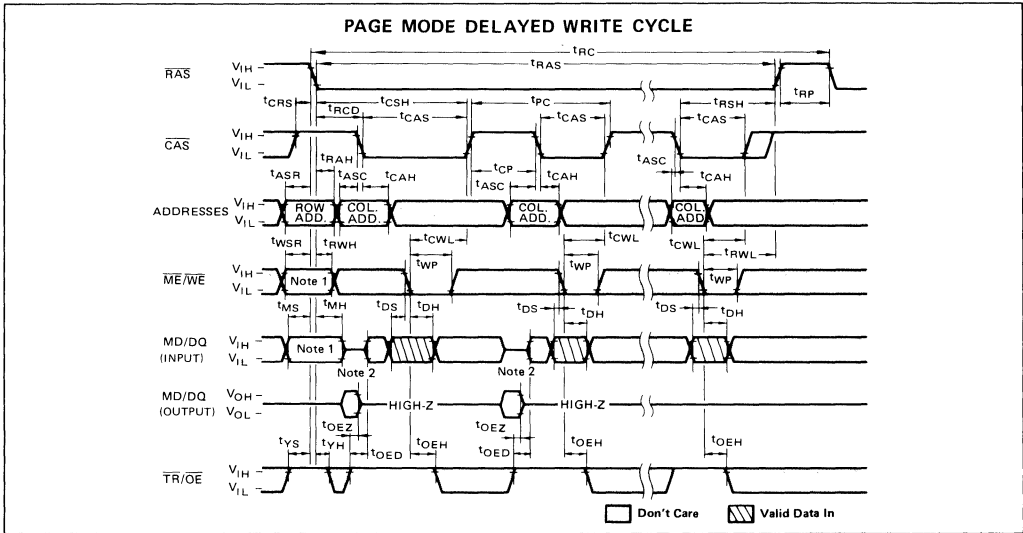 PAGE MODE DELAYED WRITE CYCLE
tRC
tRAS
RAS
VIH
VIL
tCRS
tRCD
tCSH
tPC
tRSH
tRP
tCAS
tCAS
tCAS
CAS
VIH
VIL
tRAH
tCP
tASC
tASR
tASC
tCAH
tASC
tCAH
tCAH
ADDRESSES
VIH
VIL
ROW ADD.
COL. ADD.
COL. ADD.
COL. ADD.
tWSR
tRWH
tCWL
tCWL
tCWL
tRWL
tWP
tWP
tWP
ME/WE
VIH
VIL
Note 1
tMS
tMH
tDS
tDH
tDS
tDH
tDS
tDH
MD/DQ
(INPUT)
VIH
VIL
Note 1
Note 2
Note 2
MD/DQ
(OUTPUT)
VOH
VOL
HIGH-Z
HIGH-Z
tOEZ
tOEZ
tYS
tYH
tOED
tOEH
tOED
tOEH
tOEH
TR/OE
VIH
VIL
Don't Care
Valid Data In